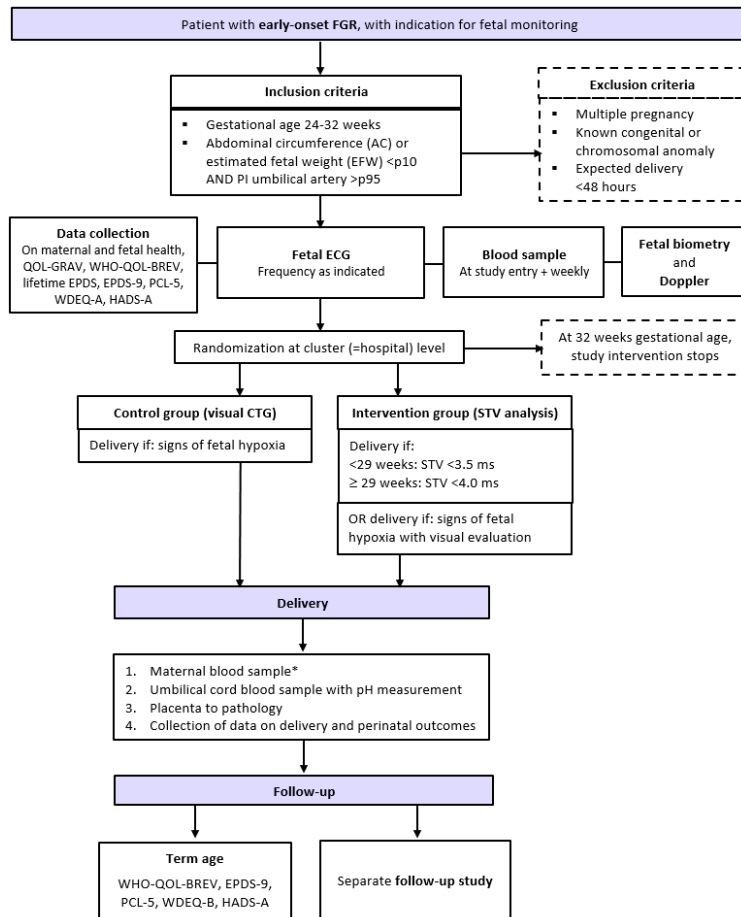 Patient with early-onset FGR, with indication for fetal monitoring
Inclusion criteria
▪ Gestational age 24-32 weeks
▪ Abdominal circumference (AC) or
estimated fetal weight (EFW) <p10
AND PI umbilical artery >p95
Exclusion criteria
▪ Multiple pregnancy
▪ Known congenital or
chromosomal anomaly
▪ Expected delivery
<48 hours
Data collection
On maternal and fetal health,
QOL-GRAV, WHO-QOL-BREV,
lifetime EPDS, EPDS-9, PCL-5,
WDEQ-A, HADS-A
Fetal ECG
Frequency as indicated
Blood sample
At study entry + weekly
Fetal biometry
and
Doppler
Randomization at cluster (=hospital) level
At 32 weeks gestational age,
study intervention stops
Control group (visual CTG)
Delivery if: signs of fetal hypoxia
Intervention group (STV analysis)
Delivery if:
<29 weeks: STV <3.5 ms
≥ 29 weeks: STV <4.0 ms
OR delivery if: signs of fetal
hypoxia with visual evaluation
Delivery
1. Maternal blood sample*
2. Umbilical cord blood sample with pH measurement
3. Placenta to pathology
4. Collection of data on delivery and perinatal outcomes
Follow-up
Term age
WHO-QOL-BREV, EPDS-9,
PCL-5, WDEQ-B, HADS-A
Separate follow-up study